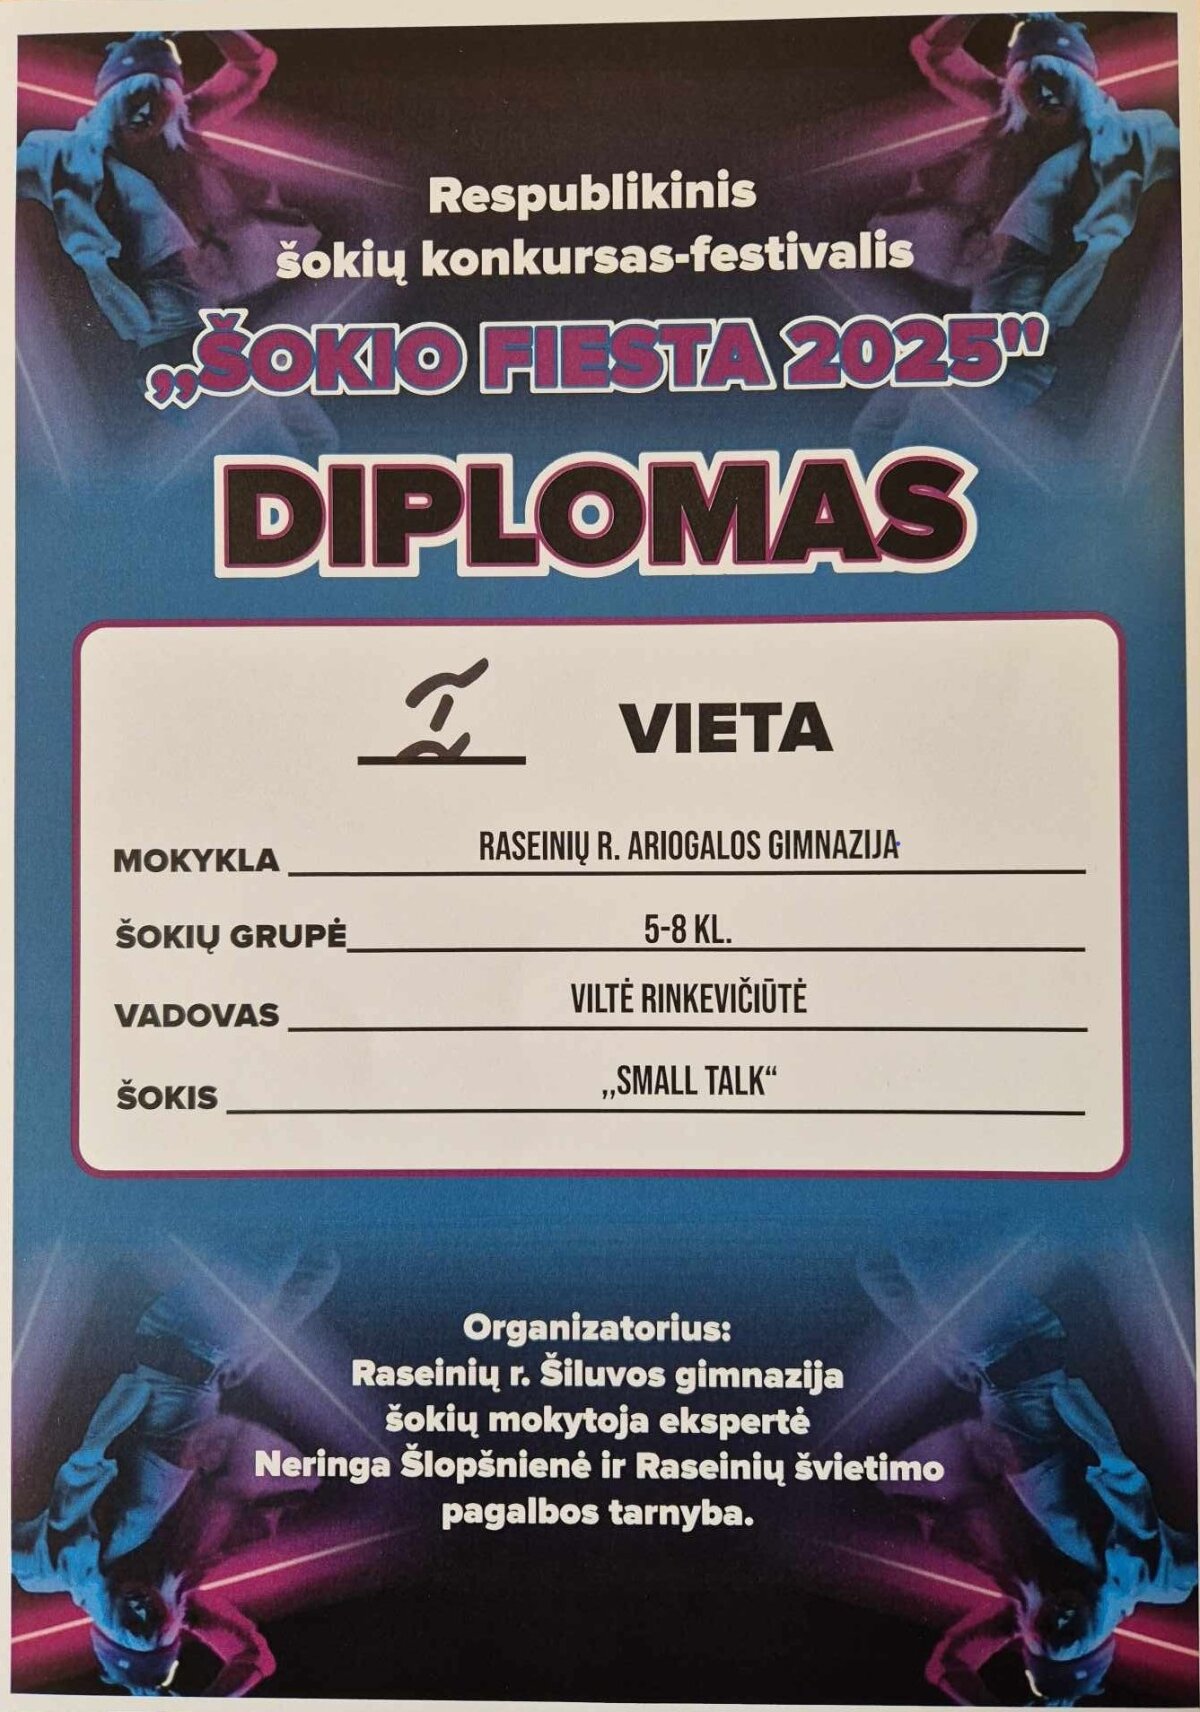 Respublikinis
šokių konkursas-festivalis
„ŠOKIO FIESTA 2025"
DIPLOMAS
I VIETA
MOKYKLA RASEINIŲ R. ARIOGALOS GIMNAZIJA
ŠOKIŲ GRUPĖ 5-8 KL.
VADOVAS VILTĖ RINKEVIČIŪTĖ
ŠOKIS „SMALL TALK“
Organizatorius:
Raseinių r. Šiluvos gimnazija
šokių mokytoja ekspertė
Neringa Šlopšnienė ir Raseinių švietimo
pagalbos tarnyba.